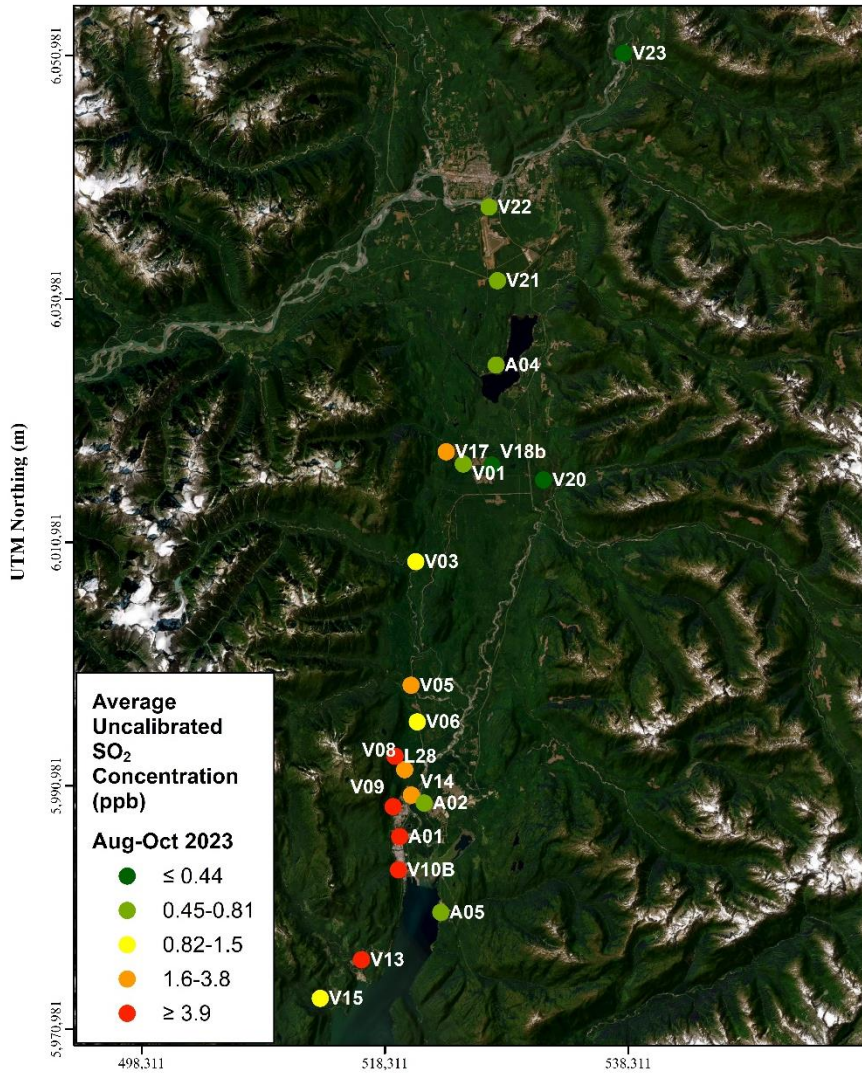 6,050,981
V23
V22
V21
6,030,981
A04
V17
V18b
V01
V20
UTM Northing (m)
6,010,981
V03
V05
V06
V08
L28
V14
V09
A02
5,990,981
A01
V10B
A05
V13
V15
5,970,981
Average
Uncalibrated
SO₂
Concentration
(ppb)
Aug-Oct 2023
≤ 0.44
0.45-0.81
0.82-1.5
1.6-3.8
≥ 3.9
498,311
518,311
538,311